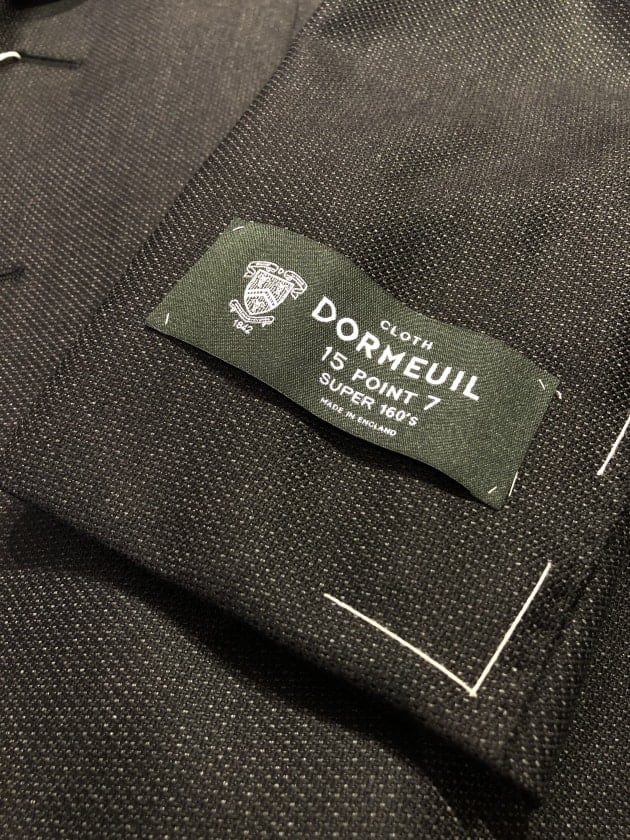 1842
CLOTH
DORMEUIL
15 POINT 7
SUPER 160'S
MADE IN ENGLAND